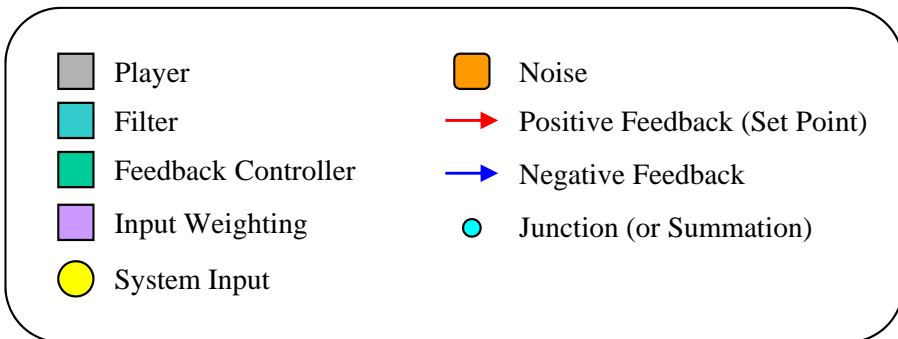 Player
Filter
Feedback Controller
Input Weighting
System Input
Noise
Positive Feedback (Set Point)
Negative Feedback
Junction (or Summation)